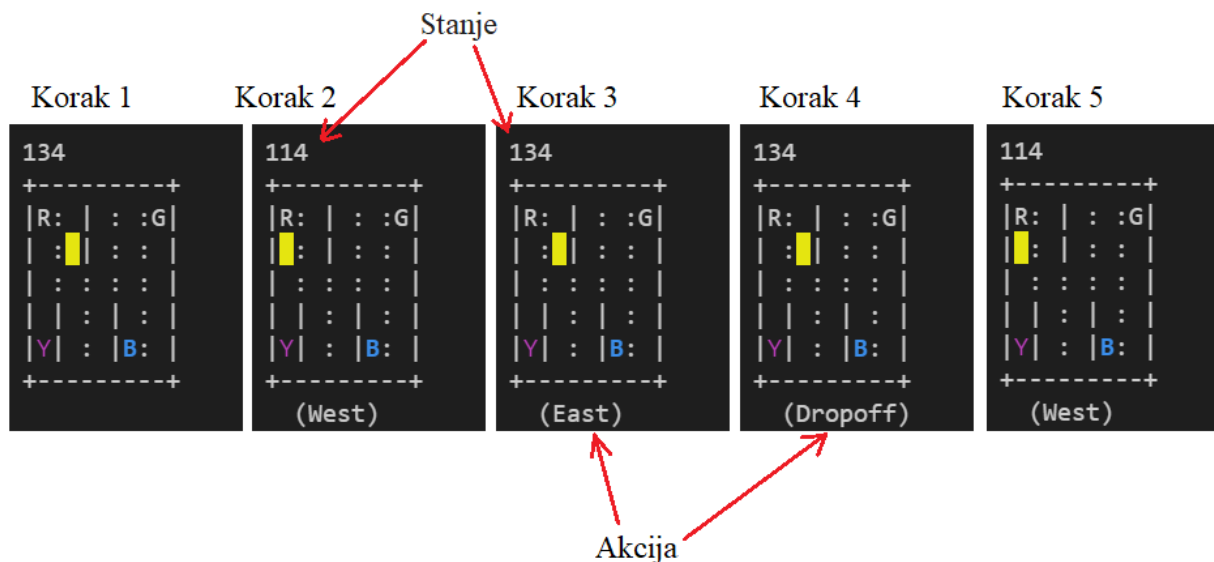 Stanje
Korak 1
Korak 2
Korak 3
Korak 4
Korak 5
134
+---------+
|R: | : :G|
| : | : : |
| : : : : |
| | : | : |
|Y| : |B: |
+---------+
114
+---------+
|R: | : :G|
| : | : : |
| : : : : |
| | : | : |
|Y| : |B: |
+---------+
(West)
134
+---------+
|R: | : :G|
| : | : : |
| : : : : |
| | : | : |
|Y| : |B: |
+---------+
(East)
134
+---------+
|R: | : :G|
| : | : : |
| : : : : |
| | : | : |
|Y| : |B: |
+---------+
(Dropoff)
114
+---------+
|R: | : :G|
| : | : : |
| : : : : |
| | : | : |
|Y| : |B: |
+---------+
(West)
Akcija